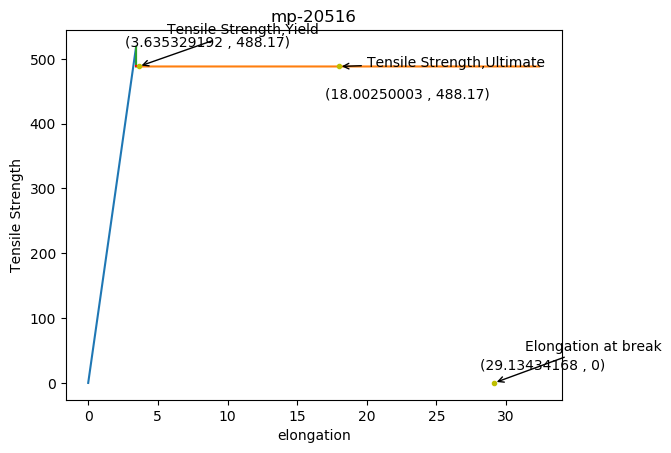 mp-20516
Tensile Strength,Yield
(3.635329192 , 488.17)
Tensile Strength,Ultimate
(18.00250003 , 488.17)
Elongation at break
(29.13434168 , 0)
Tensile Strength
500
400
300
200
100
0
0 5 10 15 20 25 30
elongation